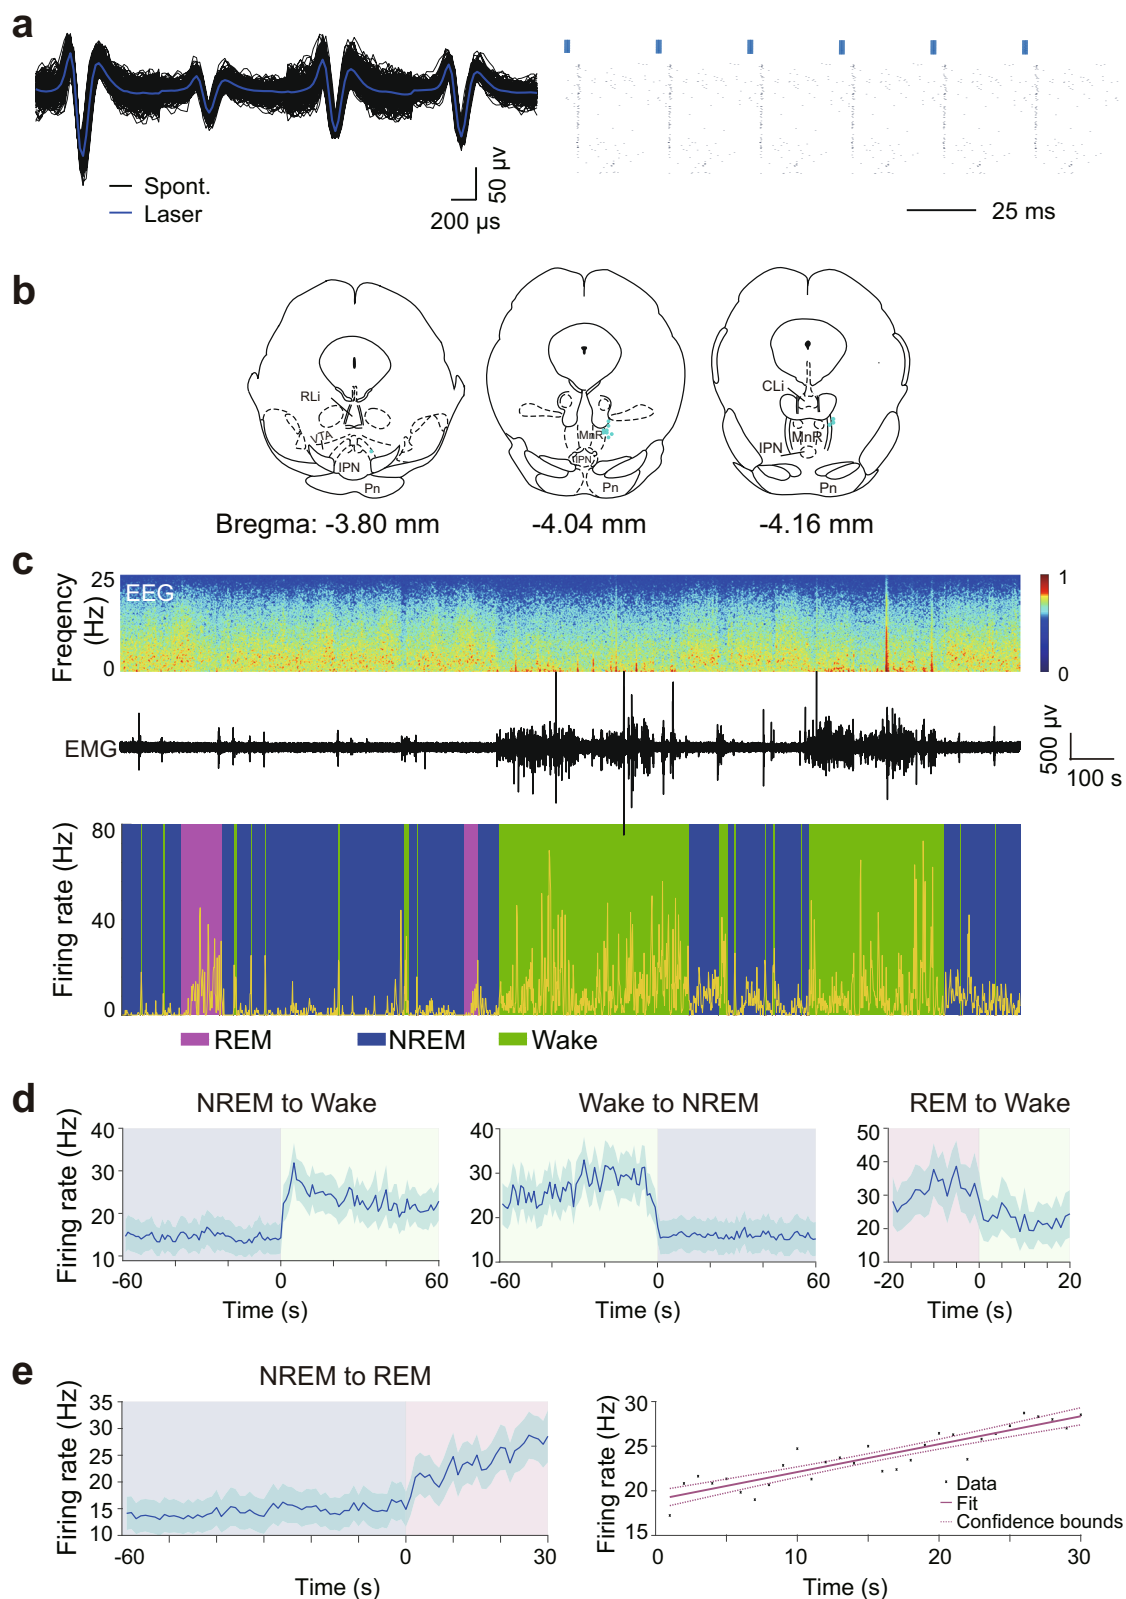 a
Spont.
Laser
50 μv
200 μs
25 ms
b
RLi
VTA
IPN
Pn
MnR
IPN
Pn
CLi
MnR
IPN
Pn
Bregma: -3.80 mm
-4.04 mm
-4.16 mm
c
Freqency
(Hz)
25
0
EEG
1
0
EMG
500 μv
100 s
Firing rate (Hz)
80
40
0
REM
NREM
Wake
d
NREM to Wake
Firing rate (Hz)
40
30
20
10
-60
0
60
Time (s)
Wake to NREM
40
30
20
10
-60
0
60
Time (s)
REM to Wake
50
40
30
20
10
-20
0
20
Time (s)
e
NREM to REM
Firing rate (Hz)
35
30
25
20
15
10
-60
0
30
Time (s)
Firing rate (Hz)
30
25
20
15
0
10
20
30
Data
Fit
Confidence bounds
Time (s)